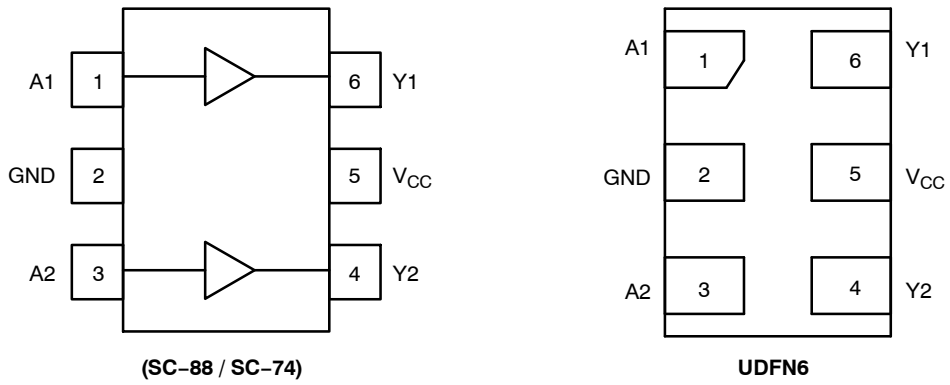 A1 1 6 Y1
GND 2 5 VCC
A2 3 4 Y2
(SC−88 / SC−74)
A1 1 6 Y1
GND 2 5 VCC
A2 3 4 Y2
UDFN6